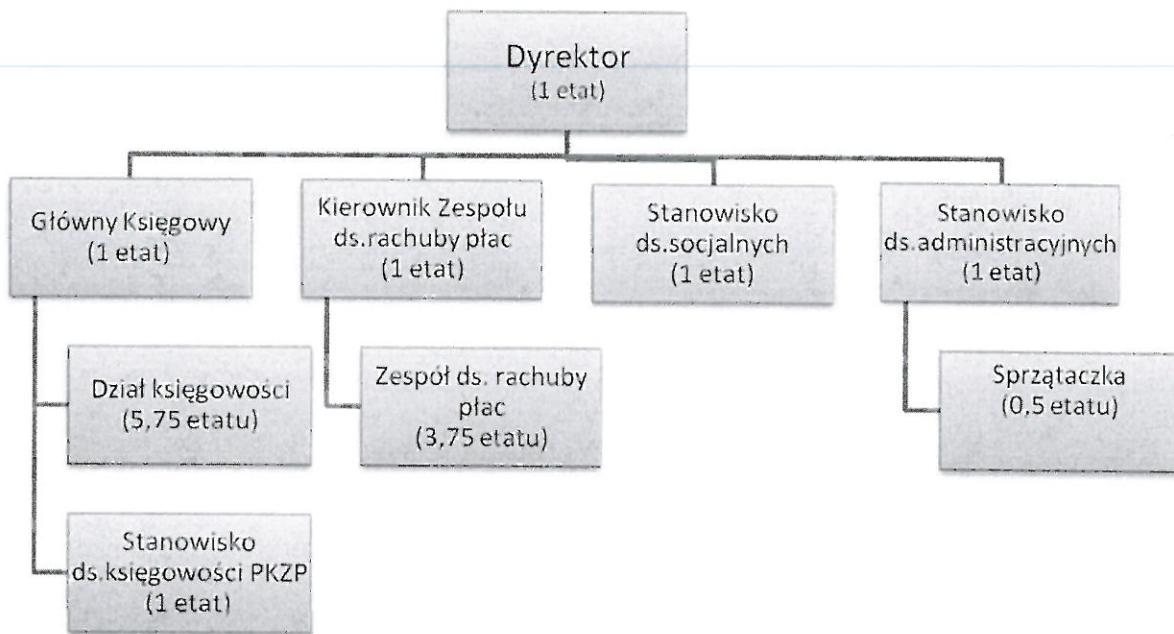 Dyrektor
(1 etat)
Główny Księgowy
(1 etat)
Kierownik Zespołu
ds.rachuby płac
(1 etat)
Stanowisko
ds.socjalnych
(1 etat)
Stanowisko
ds.administracyjnych
(1 etat)
Dział księgowości
(5,75 etatu)
Zespół ds. rachuby
płac
(3,75 etatu)
Sprzątaczka
(0,5 etatu)
Stanowisko
ds.księgowości PKZP
(1 etat)